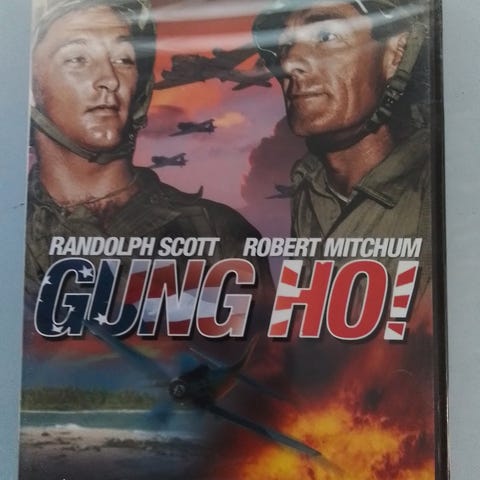 RANDOLPH SCOTT ROBERT MITCHUM
GUNG HO!